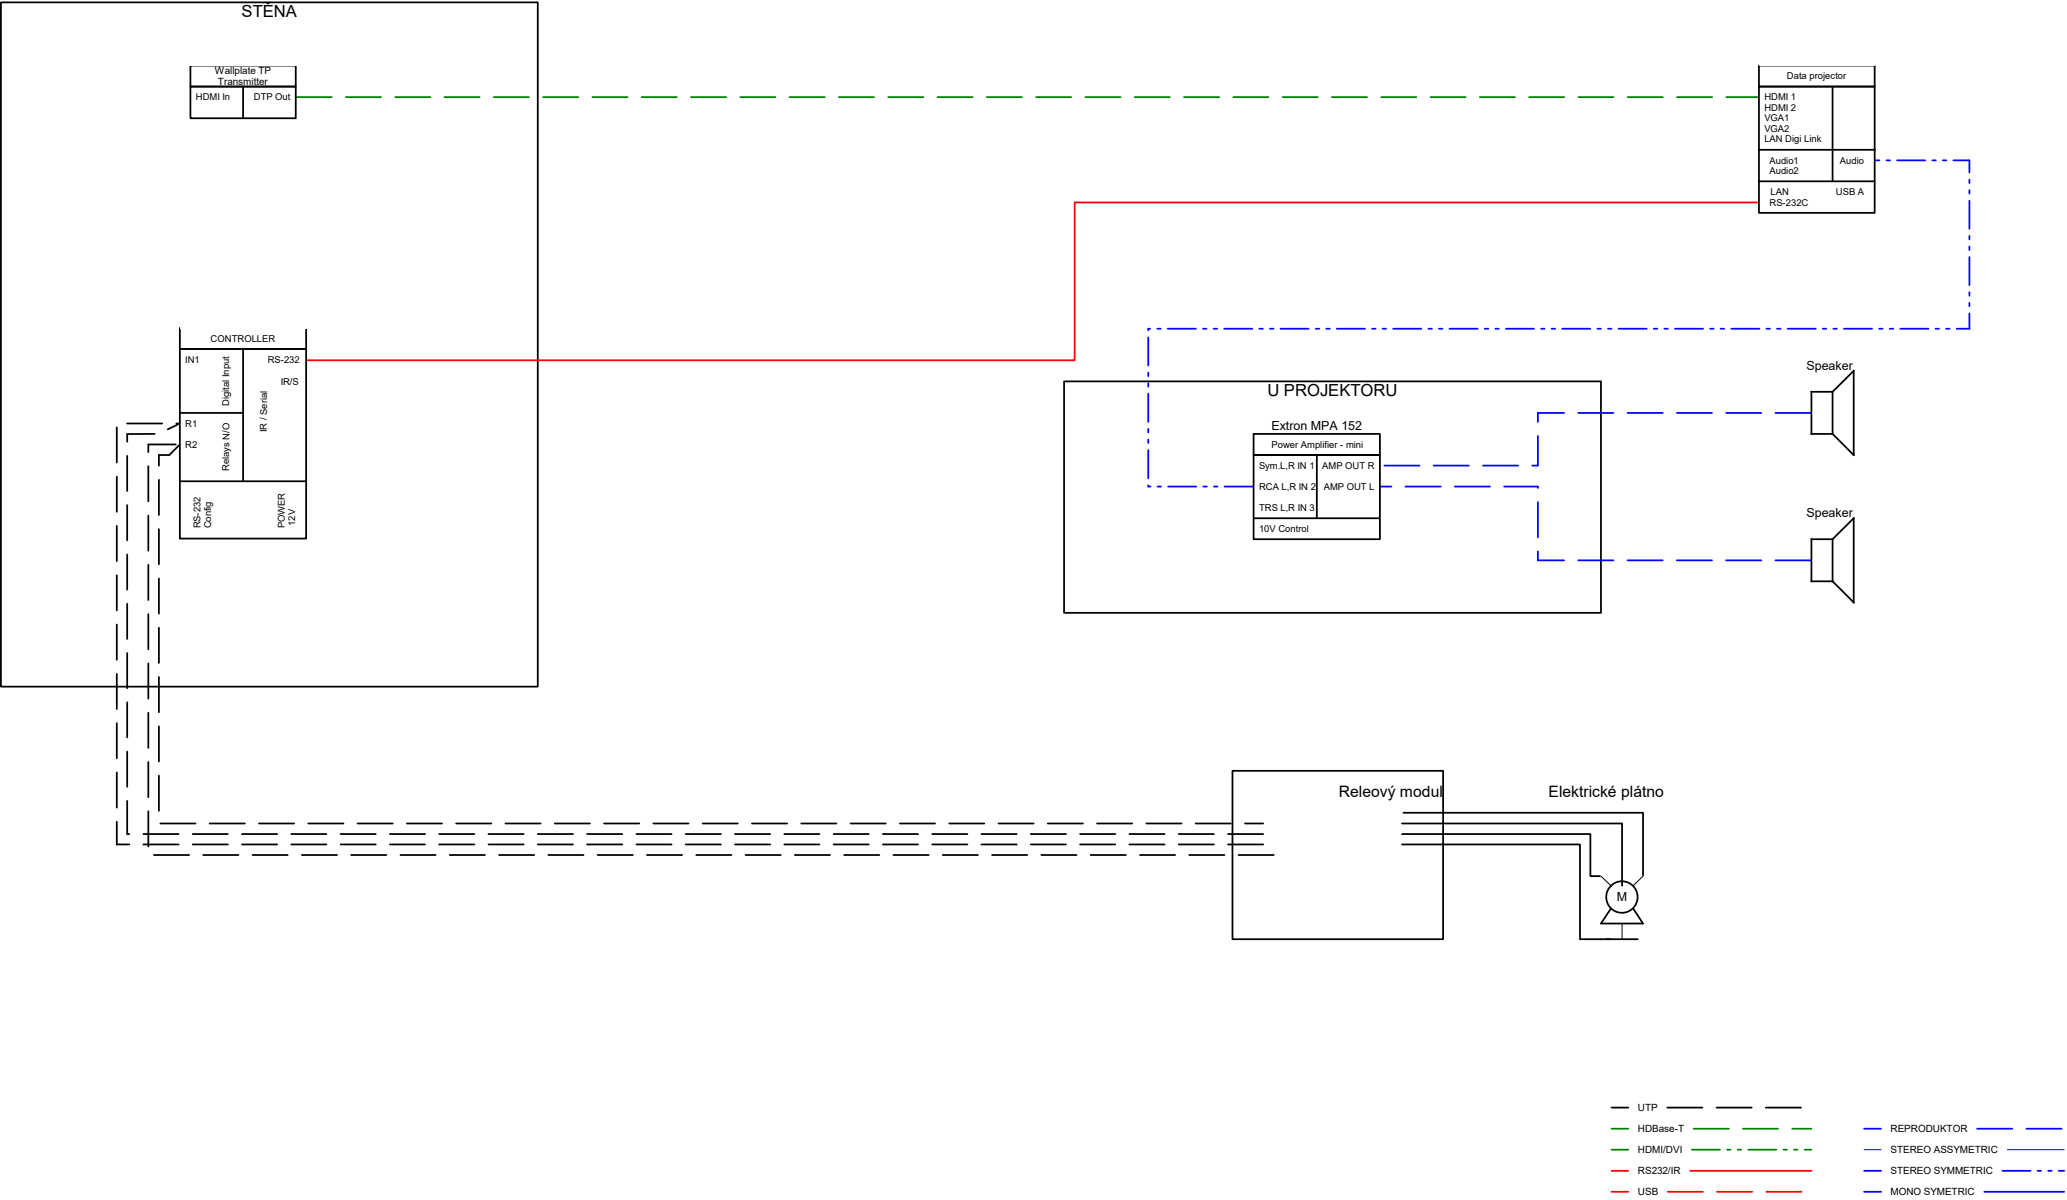 STĚNA
Wallplate TP
Transmitter
HDMI In
DTP Out
Data projector
HDMI 1
HDMI 2
VGA1
VGA2
LAN Digi Link
Audio1
Audio2
Audio
LAN
RS-232C
USB A
CONTROLLER
IN1
Digital Input
RS-232
IR/S
IR / Serial
R1
R2
Relays N/O
RS-232
Config
POWER
12V
U PROJEKTORU
Extron MPA 152
Power Amplifier - mini
Sym.L,R IN 1
AMP OUT R
RCA L,R IN 2
AMP OUT L
TRS L,R IN 3
10V Control
Speaker
Speaker
Releový modul
Elektrické plátno
M
UTP
HDBase-T
HDMI/DVI
RS232/IR
USB
REPRODUKTOR
STEREO ASSYMETRIC
STEREO SYMMETRIC
MONO SYMETRIC